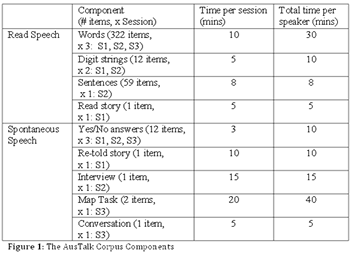 Component Time per session Total time per
(# items, x Session) (mins) speaker (mins)
Read Speech Words (322 items, 10 30
x 3: S1, S2, S3)
Digit strings (12 items, 5 10
x 2: S1, S2)
Sentences (59 items, 8 8
x 1: S2)
Read story (1 item, 5 5
x 1: S1)
Spontaneous Yes/No answers (12 items, 3 10
Speech x 3: S1, S2, S3)
Re-told story (1 item, 10 10
x 1: S1)
Interview (1 item, 15 15
x 1: S2)
Map Task (2 items, 20 40
x 1: S3)
Conversation (1 item, 5 5
x 1: S3)
Figure 1: The AusTalk Corpus Components